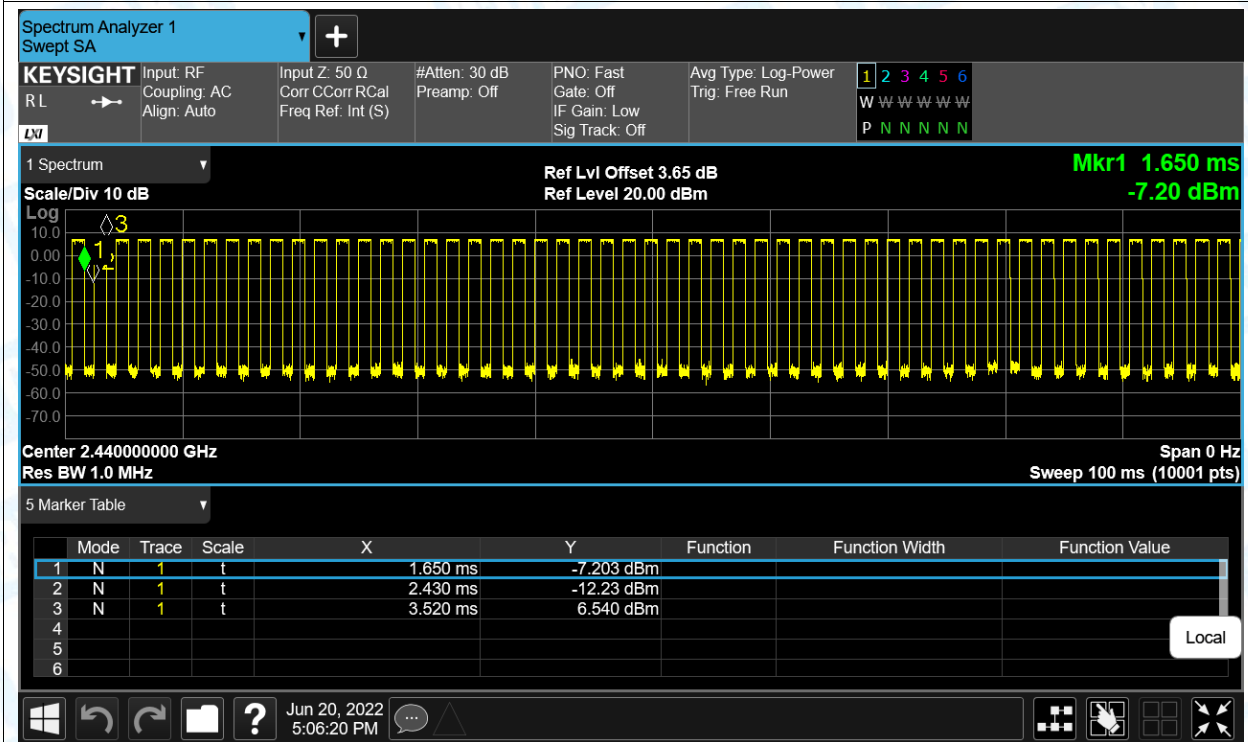 Spectrum Analyzer 1
Swept SA
KEYSIGHT
R L
LXI
Input: RF
Coupling: AC
Align: Auto
Input Z: 50 Ω
Corr CCorr RCal
Freq Ref: Int (S)
#Atten: 30 dB
Preamp: Off
PNO: Fast
Gate: Off
IF Gain: Low
Sig Track: Off
Avg Type: Log-Power
Trig: Free Run
1 2 3 4 5 6
W W W W W W
P N N N N N
1 Spectrum
Scale/Div 10 dB
Ref Lvl Offset 3.65 dB
Ref Level 20.00 dBm
Mkr1 1.650 ms
-7.20 dBm
Log
10.0
0.00
-10.0
-20.0
-30.0
-40.0
-50.0
-60.0
-70.0
3
1
2
Center 2.440000000 GHz
Res BW 1.0 MHz
Span 0 Hz
Sweep 100 ms (10001 pts)
5 Marker Table
Mode Trace Scale X Y Function Function Width Function Value
1 N 1 t 1.650 ms -7.203 dBm
2 N 1 t 2.430 ms -12.23 dBm
3 N 1 t 3.520 ms 6.540 dBm
4
5
6
Local
?
Jun 20, 2022
5:06:20 PM